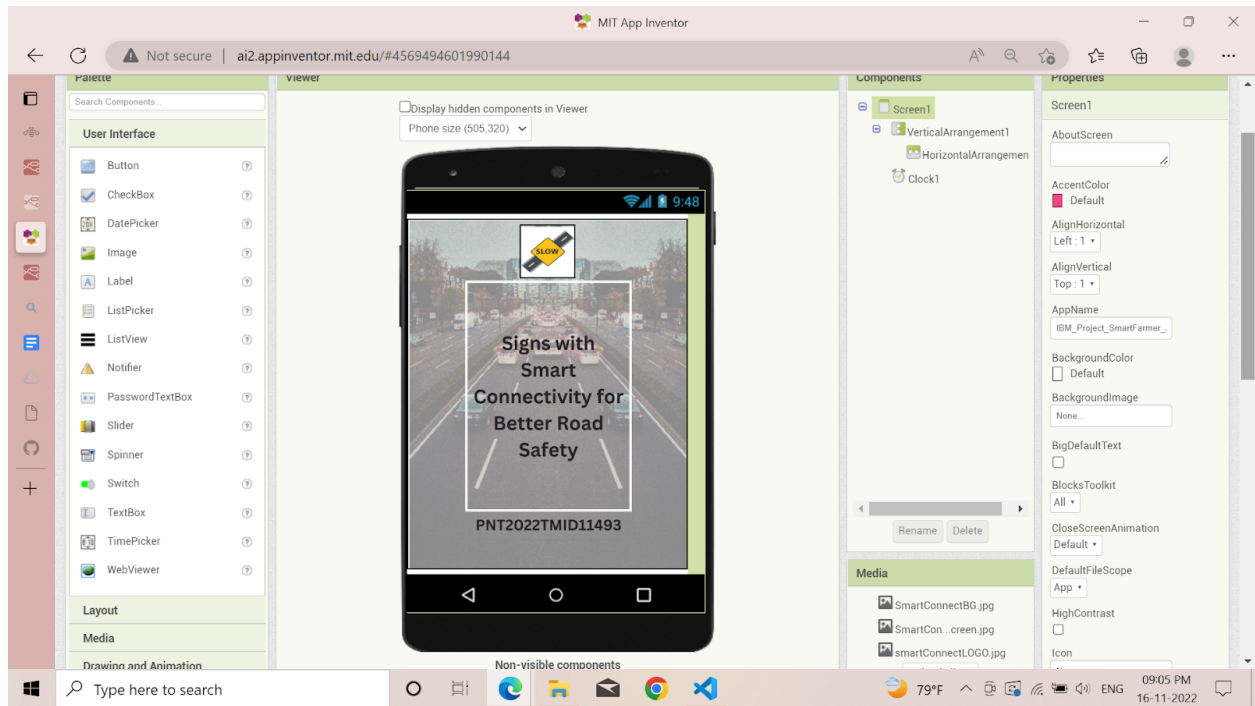 MIT App Inventor
Not secure
ai2.appinventor.mit.edu/#4569494601990144
Palette
Search Components...
User Interface
Button
CheckBox
DatePicker
Image
Label
ListPicker
ListView
Notifier
PasswordTextBox
Slider
Spinner
Switch
TextBox
TimePicker
WebViewer
Layout
Media
Drawing and Animation
Viewer
Display hidden components in Viewer
Phone size (505,320)
9:48
SLOW
Signs with
Smart
Connectivity for
Better Road
Safety
PNT2022TMID11493
Non-visible components
Components
Screen1
VerticalArrangement1
HorizontalArrangemen
Clock1
Rename Delete
Media
SmartConnectBG.jpg
SmartCon...creen.jpg
smartConnectLOGO.jpg
Properties
Screen1
AboutScreen
AccentColor
Default
AlignHorizontal
Left : 1
AlignVertical
Top : 1
AppName
IBM_Project_SmartFarmer_
BackgroundColor
Default
BackgroundImage
None...
BigDefaultText
BlocksToolkit
All
CloseScreenAnimation
Default
DefaultFileScope
App
HighContrast
Icon
Type here to search
79°F
ENG
09:05 PM
16-11-2022